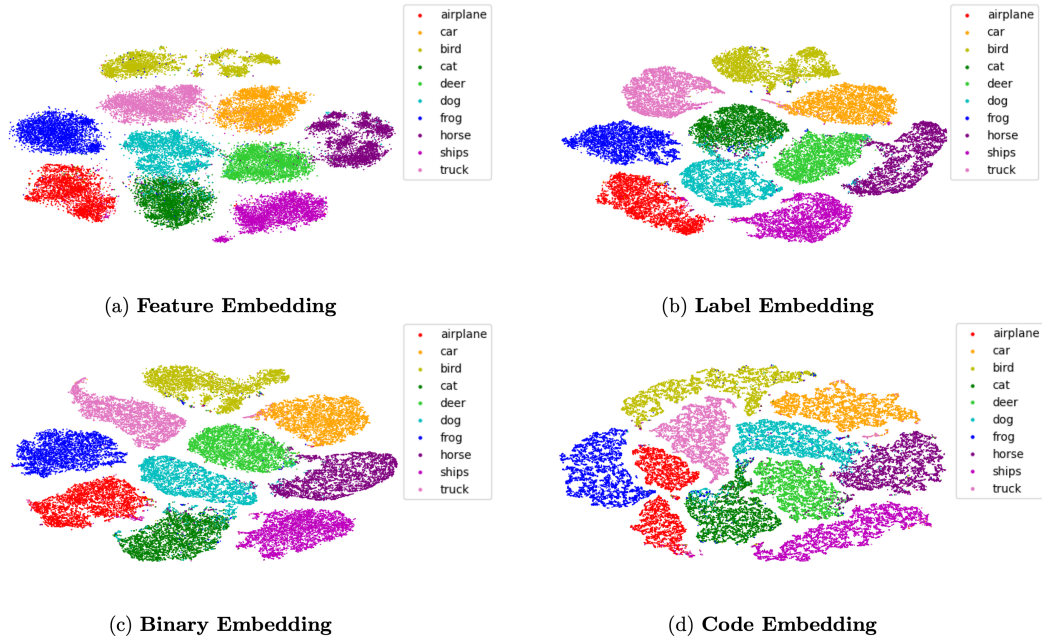 airplane
car
bird
cat
deer
dog
frog
horse
ships
truck
(a) Feature Embedding
airplane
car
bird
cat
deer
dog
frog
horse
ships
truck
(b) Label Embedding
airplane
car
bird
cat
deer
dog
frog
horse
ships
truck
(c) Binary Embedding
airplane
car
bird
cat
deer
dog
frog
horse
ships
truck
(d) Code Embedding